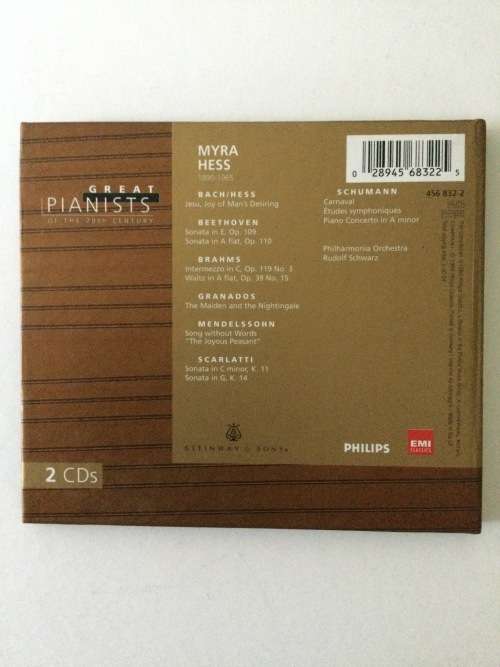 GREAT
PIANISTS
OF THE 20TH CENTURY
2 CDs
MYRA
HESS
1890-1965
BACH/HESS
Jesu, Joy of Man's Desiring
BEETHOVEN
Sonata in E, Op. 109
Sonata in A flat, Op. 110
BRAHMS
Intermezzo in C, Op. 119 No. 3
Waltz in A flat, Op. 39 No. 15
GRANADOS
The Maiden and the Nightingale
MENDELSSOHN
Song without Words
"The Joyous Peasant"
SCARLATTI
Sonata in C minor, K. 11
Sonata in G, K. 14
STEINWAY & SONS
0 28945 68322 5
456 832-2
SCHUMANN
Carnaval
Études symphoniques
Piano Concerto in A minor
Philharmonia Orchestra
Rudolf Schwarz
PHILIPS
EMI
CLASSICS